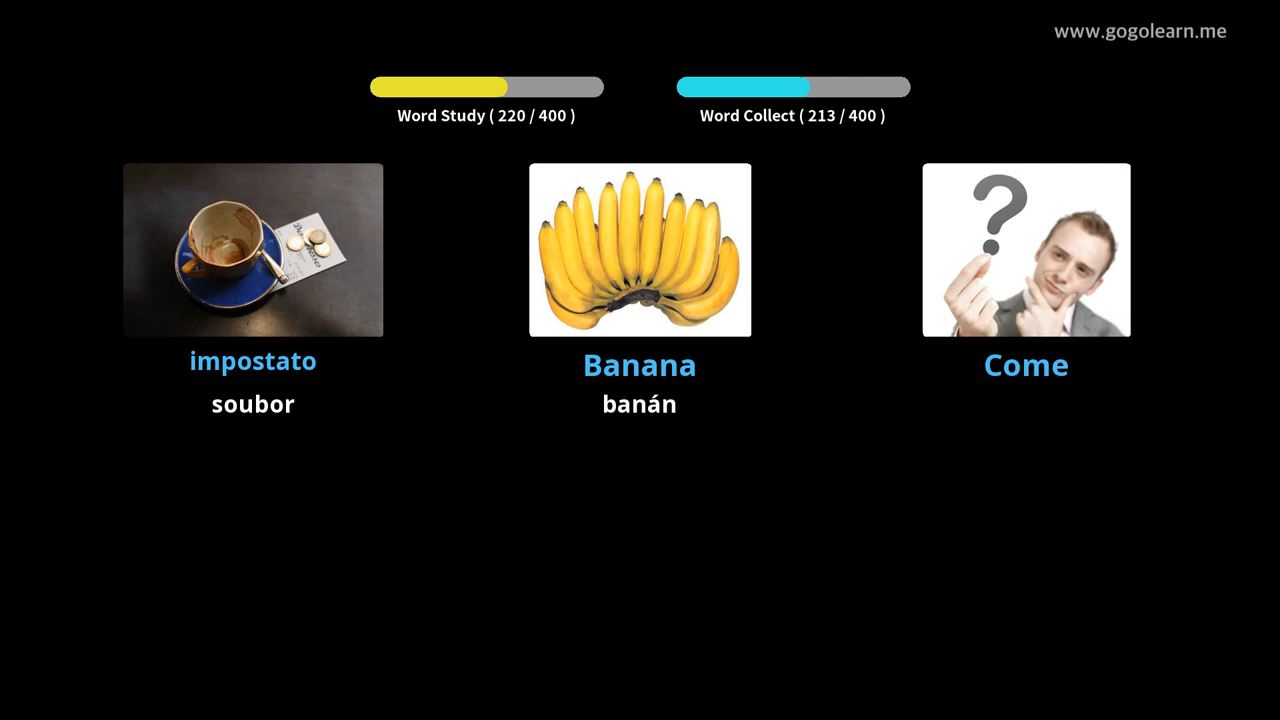 www.gogolearn.me
Word Study ( 220 / 400 )
Word Collect ( 213 / 400 )
impostato
Banana
Come
soubor
banán